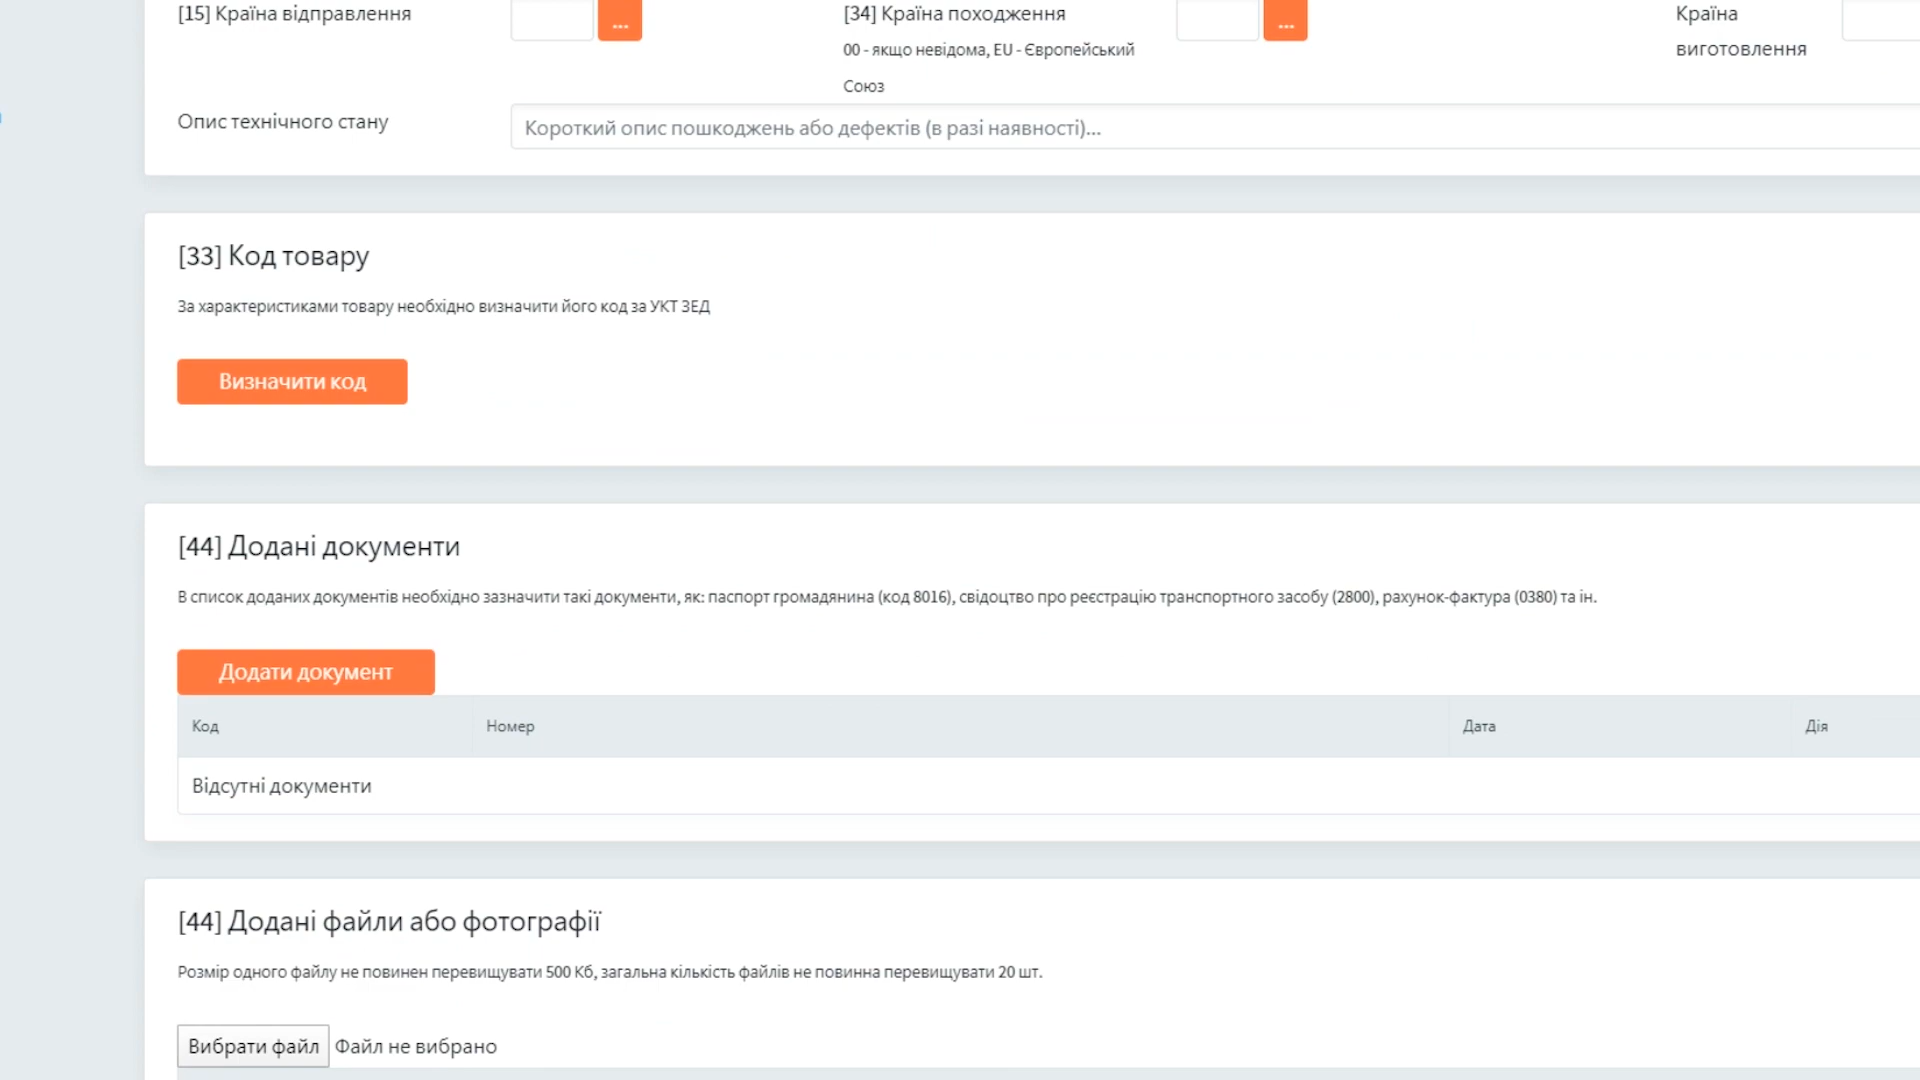 [15] Країна відправлення
...
[34] Країна походження
00 - якщо невідома, EU - Європейський
Союз
...
Країна
виготовлення
Опис технічного стану
Короткий опис пошкоджень або дефектів (в разі наявності)...
[33] Код товару
За характеристиками товару необхідно визначити його код за УКТ ЗЕД
Визначити код
[44] Додані документи
В список доданих документів необхідно зазначити такі документи, як: паспорт громадянина (код 8016), свідоцтво про реєстрацію транспортного засобу (2800), рахунок-фактура (0380) та ін.
Додати документ
Код Номер Дата Дія
Відсутні документи
[44] Додані файли або фотографії
Розмір одного файлу не повинен перевищувати 500 Кб, загальна кількість файлів не повинна перевищувати 20 шт.
Вибрати файл Файл не вибрано